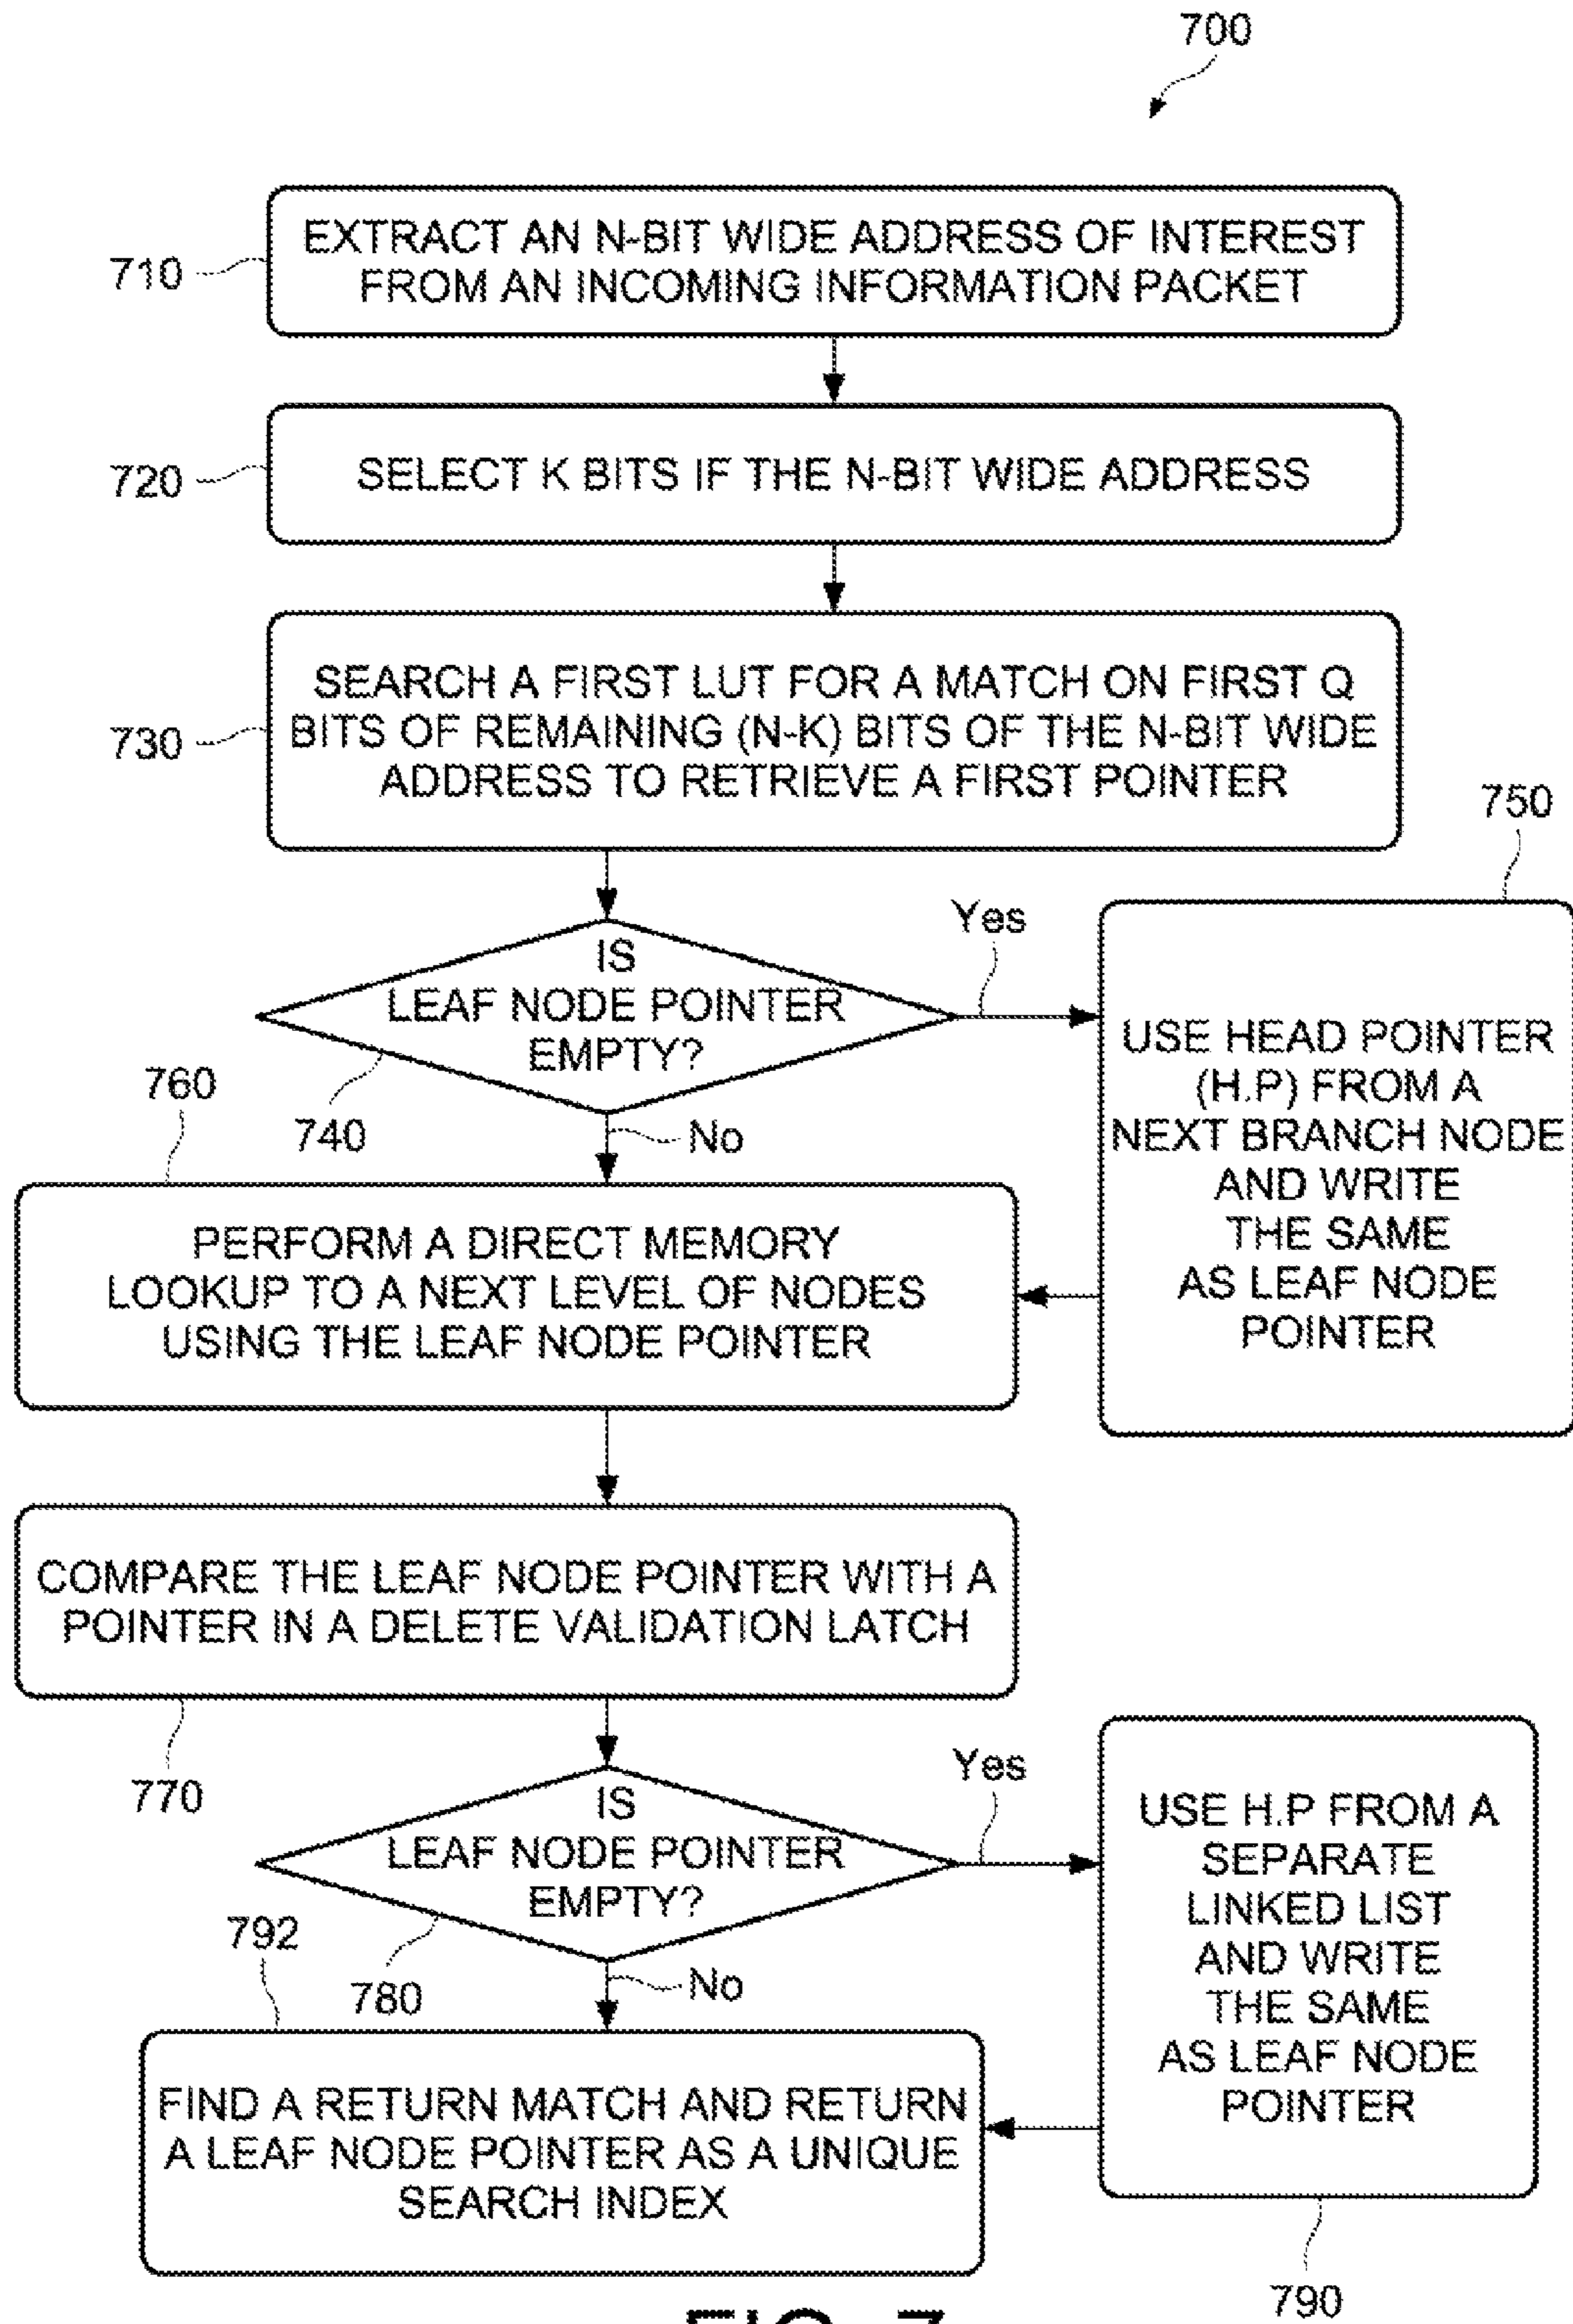 700
710
EXTRACT AN N-BIT WIDE ADDRESS OF INTEREST
FROM AN INCOMING INFORMATION PACKET
720
SELECT K BITS IF THE N-BIT WIDE ADDRESS
730
SEARCH A FIRST LUT FOR A MATCH ON FIRST Q
BITS OF REMAINING (N-K) BITS OF THE N-BIT WIDE
ADDRESS TO RETRIEVE A FIRST POINTER
740
IS
LEAF NODE POINTER
EMPTY?
Yes
No
750
USE HEAD POINTER
(H.P) FROM A
NEXT BRANCH NODE
AND WRITE
THE SAME
AS LEAF NODE
POINTER
760
PERFORM A DIRECT MEMORY
LOOKUP TO A NEXT LEVEL OF NODES
USING THE LEAF NODE POINTER
COMPARE THE LEAF NODE POINTER WITH A
POINTER IN A DELETE VALIDATION LATCH
770
IS
LEAF NODE POINTER
EMPTY?
780
Yes
No
USE H.P FROM A
SEPARATE
LINKED LIST
AND WRITE
THE SAME
AS LEAF NODE
POINTER
790
792
FIND A RETURN MATCH AND RETURN
A LEAF NODE POINTER AS A UNIQUE
SEARCH INDEX
FIG. 7